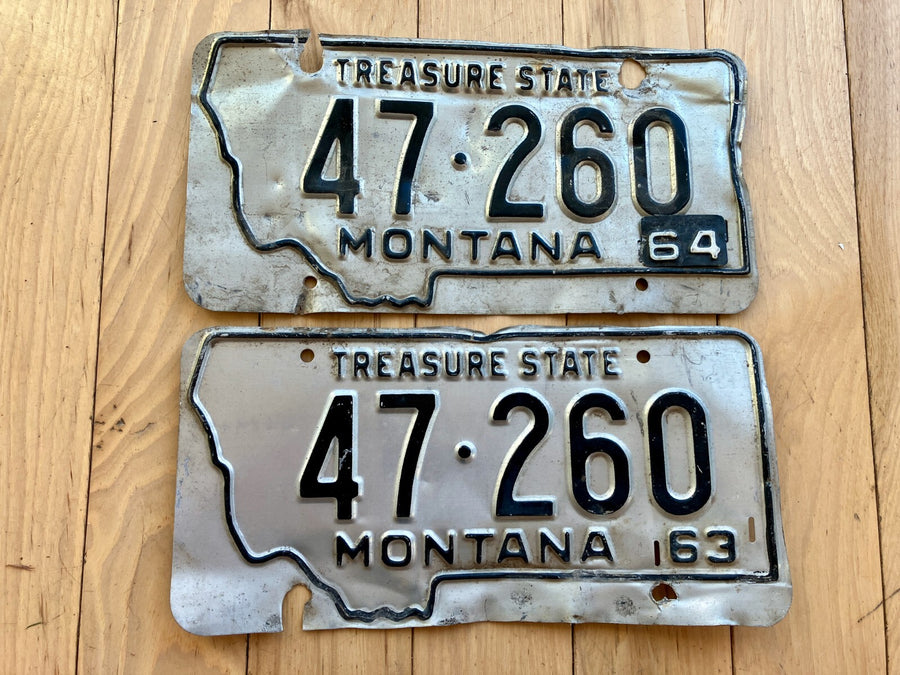 TREASURE STATE
47·260
MONTANA 64
TREASURE STATE
47·260
MONTANA 63